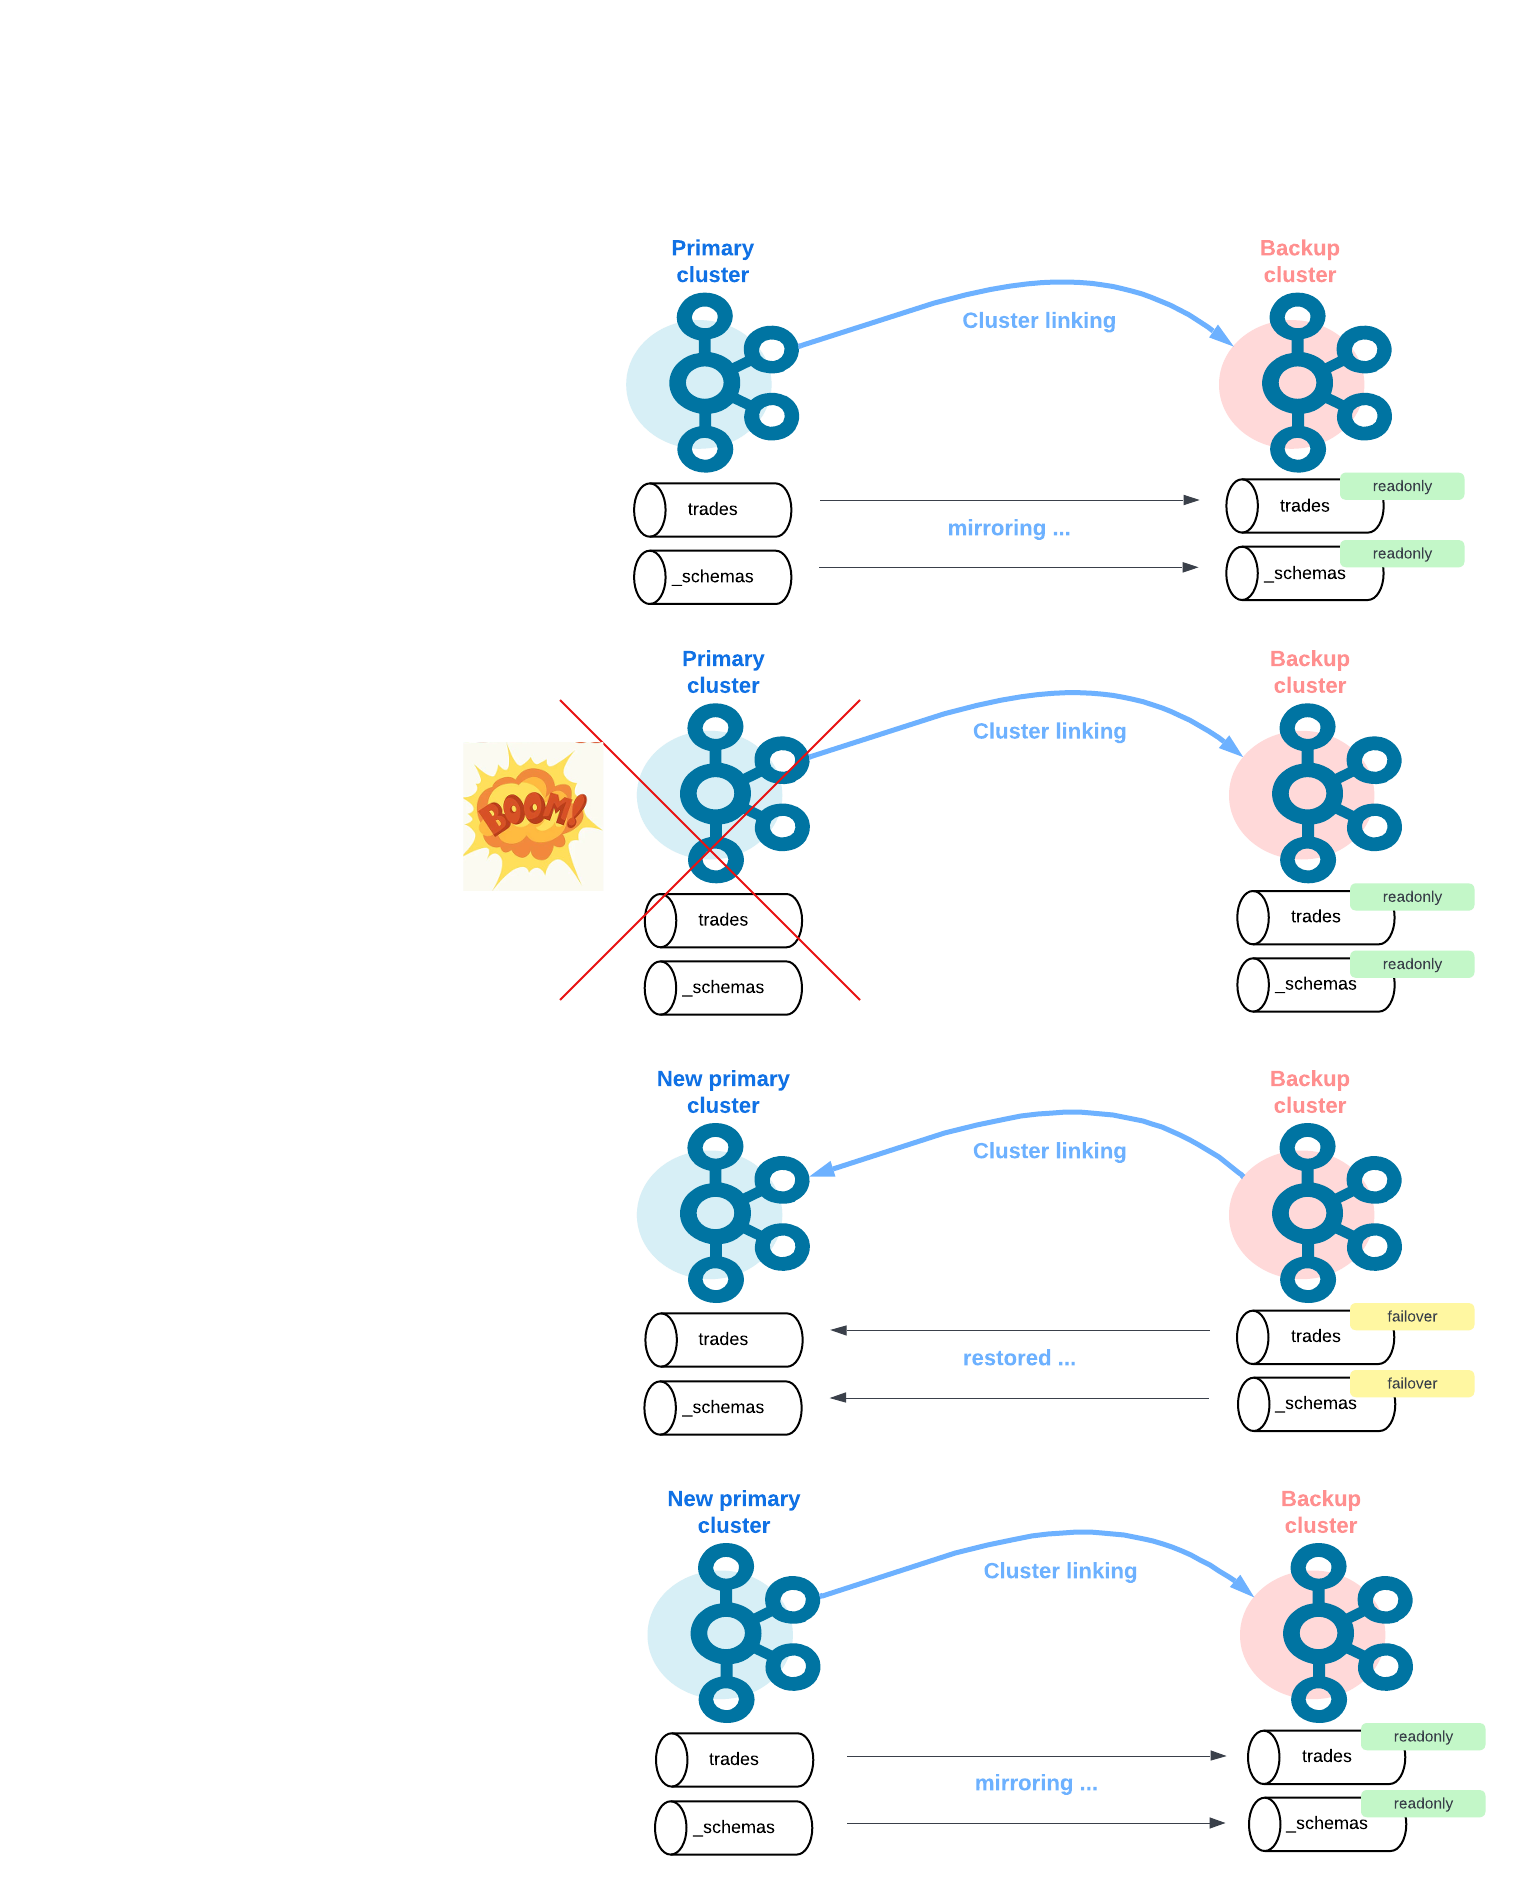 Primary
cluster
Backup
cluster
Cluster linking
trades
trades
readonly
mirroring ...
_schemas
_schemas
readonly
Primary
cluster
Backup
cluster
Cluster linking
BOOM!
trades
trades
readonly
_schemas
_schemas
readonly
New primary
cluster
Backup
cluster
Cluster linking
trades
trades
failover
restored ...
_schemas
_schemas
failover
New primary
cluster
Backup
cluster
Cluster linking
trades
trades
readonly
mirroring ...
_schemas
_schemas
readonly